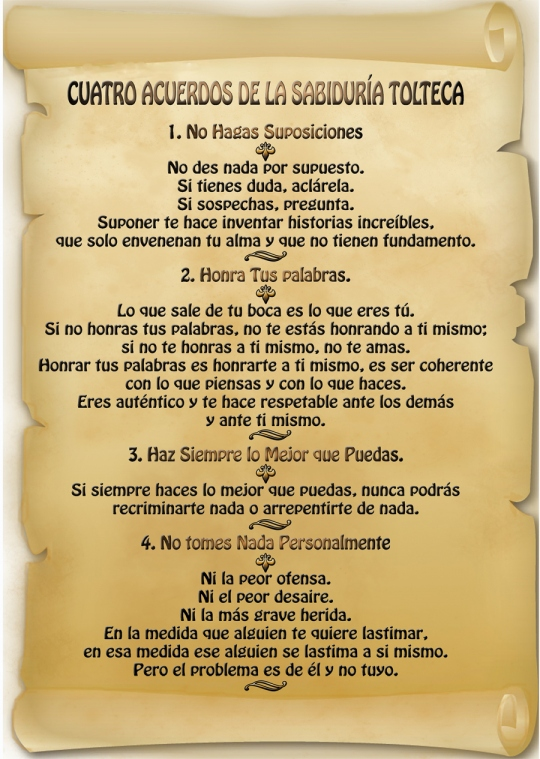 CUATRO ACUERDOS DE LA SABIDURÍA TOLTECA
1. No Hagas Suposiciones
No des nada por supuesto.
Si tienes duda, aclárela.
Si sospechas, pregunta.
Suponer te hace inventar historias increíbles,
que solo envenenan tu alma y que no tienen fundamento.
2. Honra Tus palabras.
Lo que sale de tu boca es lo que eres tú.
Si no honras tus palabras, no te estás honrando a ti mismo;
si no te honras a ti mismo, no te amas.
Honrar tus palabras es honrarte a ti mismo, es ser coherente
con lo que piensas y con lo que haces.
Eres auténtico y te hace respetable ante los demás
y ante ti mismo.
3. Haz Siempre lo Mejor que Puedas.
Si siempre haces lo mejor que puedas, nunca podrás
recriminarte nada o arrepentirte de nada.
4. No tomes Nada Personalmente
Ni la peor ofensa.
Ni el peor desaire.
Ni la más grave herida.
En la medida que alguien te quiere lastimar,
en esa medida ese alguien se lastima a si mismo.
Pero el problema es de él y no tuyo.